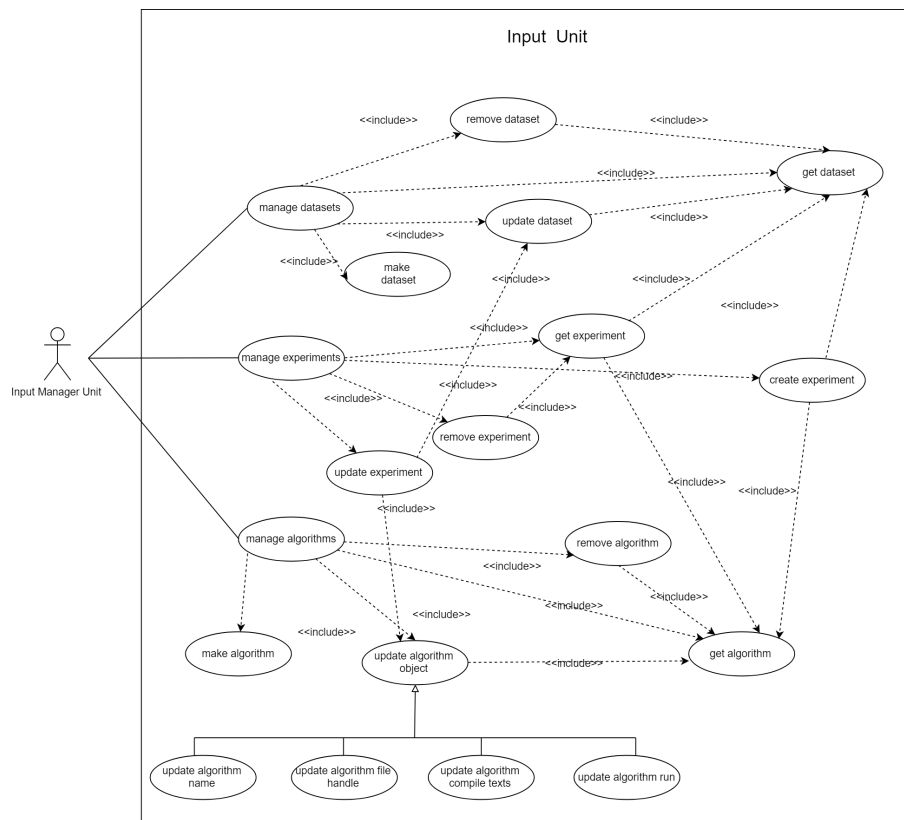 Input Unit
<<include>>
remove dataset
<<include>>
<<include>>
get dataset
manage datasets
update dataset
<<include>>
<<include>>
<<include>>
make
dataset
<<include>>
<<include>>
get experiment
<<include>>
Input Manager Unit
manage experiments
<<include>>
create experiment
<<include>>
<<include>>
<<include>>
remove experiment
update experiment
<<include>>
<<include>>
<<include>>
manage algorithms
remove algorithm
<<include>>
<<include>>
<<include>>
<<include>>
<<include>>
make algorithm
update algorithm
object
<<include>>
get algorithm
update algorithm
name
update algorithm file
handle
update algorithm
compile texts
update algorithm run